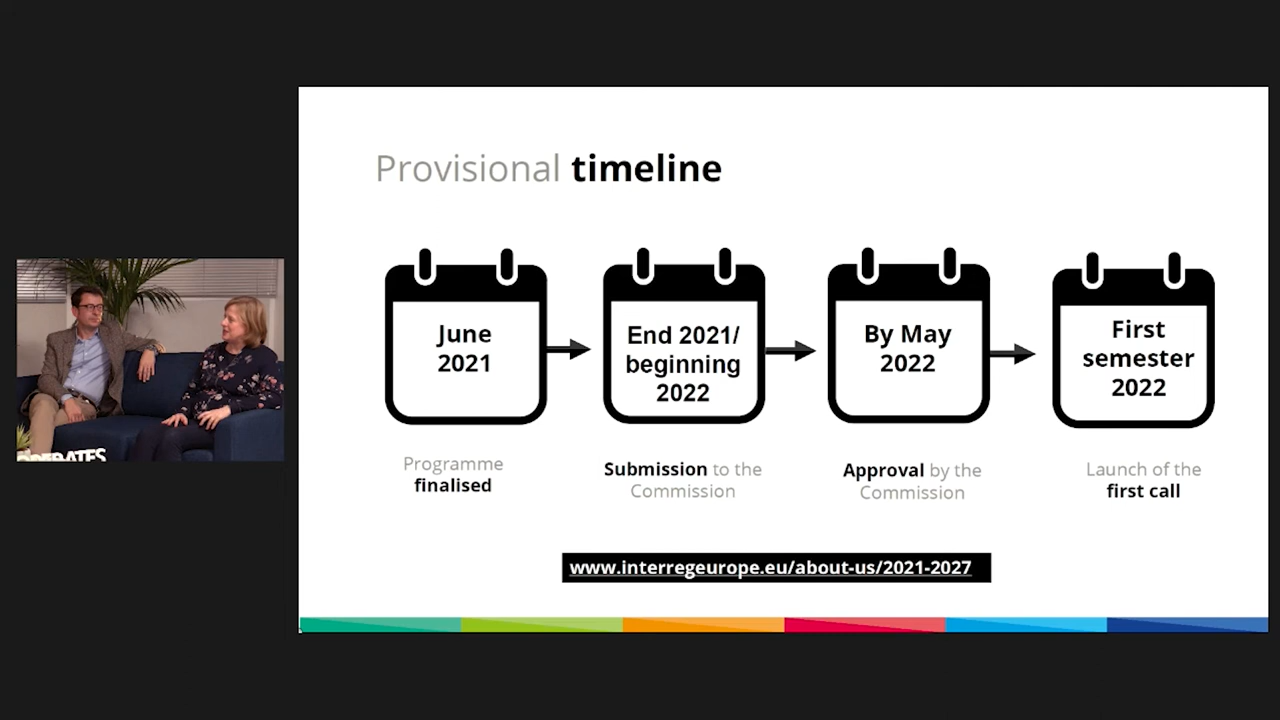 Provisional timeline
June
2021
End 2021/
beginning
2022
By May
2022
First
semester
2022
Programme
finalised
Submission to the
Commission
Approval by the
Commission
Launch of the
first call
www.interregeurope.eu/about-us/2021-2027